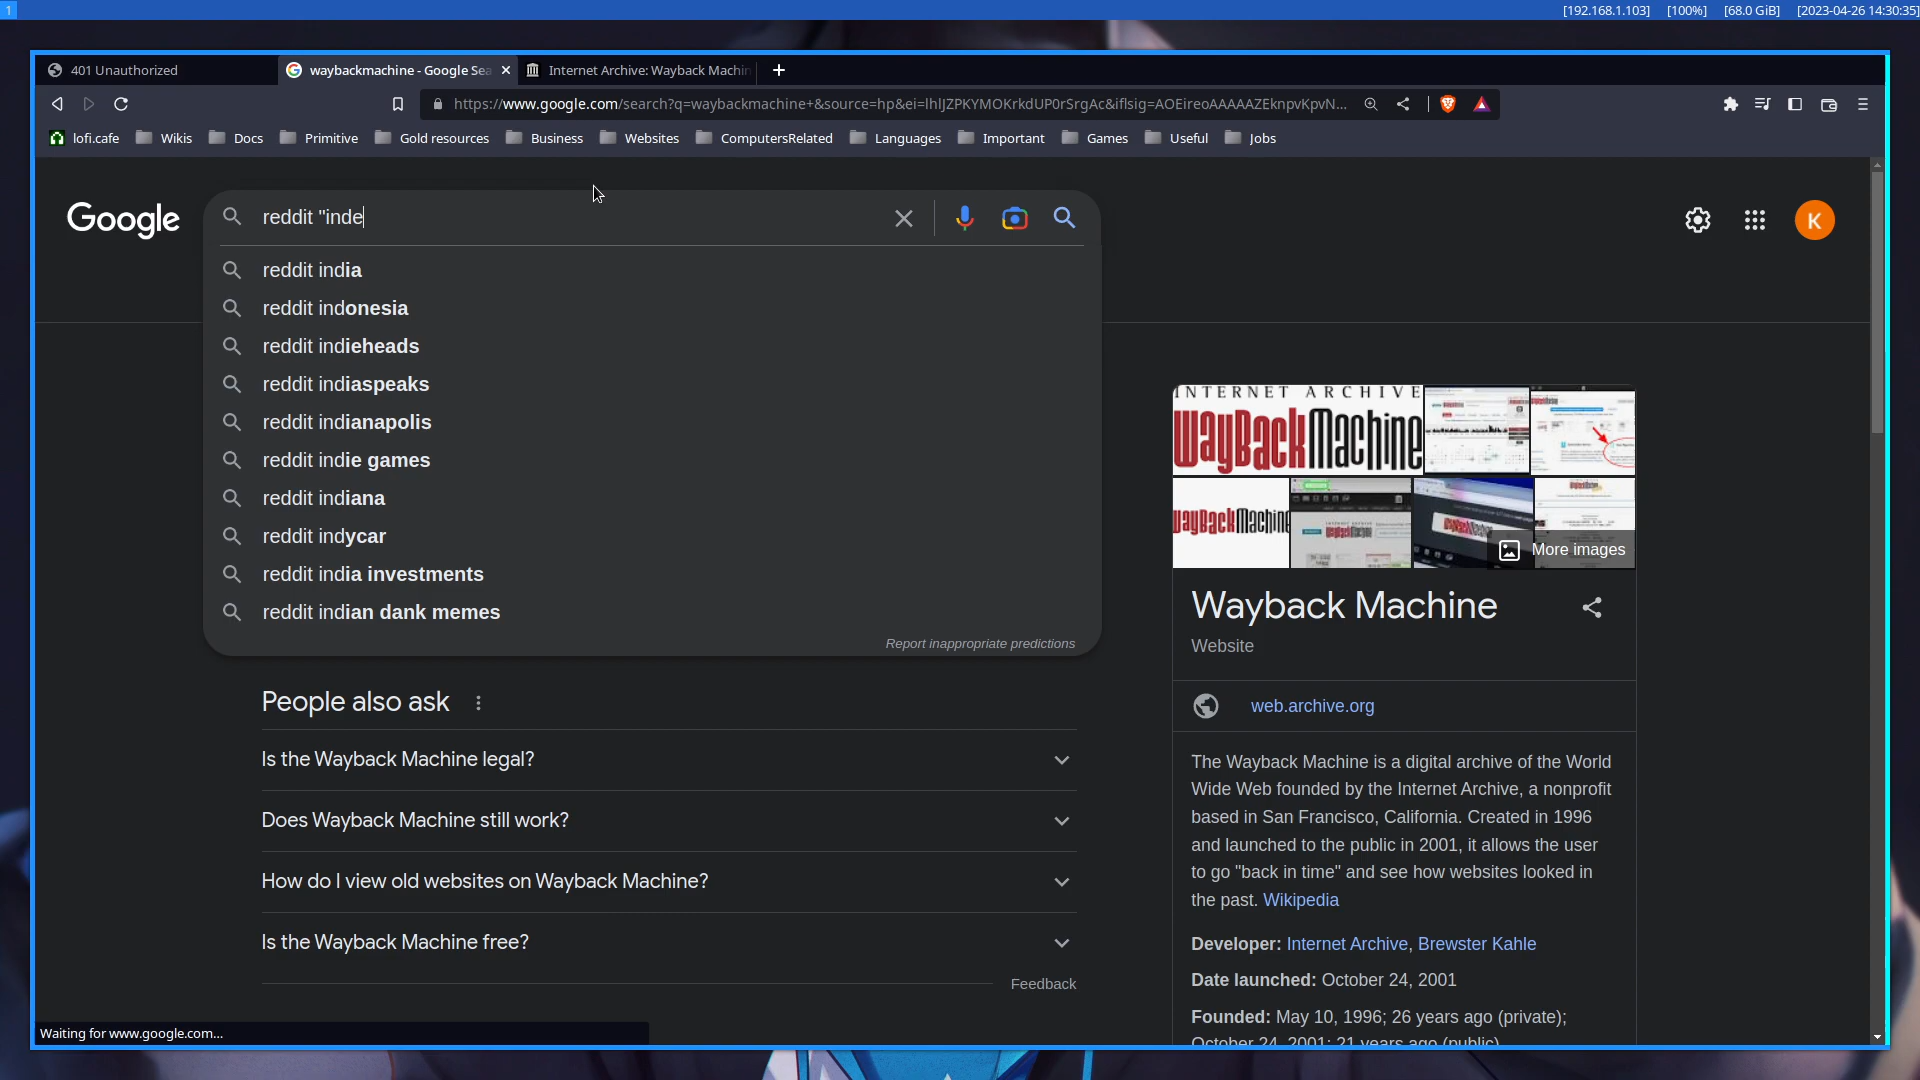 1
[192.168.1.103] [100%] [68.0 GiB] [2023-04-26 14:30:35]
401 Unauthorized
waybackmachine - Google Sea
Internet Archive: Wayback Machin
https://www.google.com/search?q=waybackmachine+&source=hp&ei=lhlJZPKYMOKrkdUP0rSrgAc&iflsig=AOEireoAAAAAZEknpvKpvN...
lofi.cafe Wikis Docs Primitive Gold resources Business Websites ComputersRelated Languages Important Games Useful Jobs
Google
reddit "inde
K
reddit india
reddit indonesia
reddit indieheads
reddit indiaspeaks
reddit indianapolis
reddit indie games
reddit indiana
reddit indycar
reddit india investments
reddit indian dank memes
Report inappropriate predictions
People also ask
Is the Wayback Machine legal?
Does Wayback Machine still work?
How do I view old websites on Wayback Machine?
Is the Wayback Machine free?
Feedback
INTERNET ARCHIVE
WayBackMachine
WayBackMachine
More images
Wayback Machine
Website
web.archive.org
The Wayback Machine is a digital archive of the World
Wide Web founded by the Internet Archive, a nonprofit
based in San Francisco, California. Created in 1996
and launched to the public in 2001, it allows the user
to go "back in time" and see how websites looked in
the past. Wikipedia
Developer: Internet Archive, Brewster Kahle
Date launched: October 24, 2001
Founded: May 10, 1996; 26 years ago (private);
October 24, 2001; 21 years ago (public)
Waiting for www.google.com...